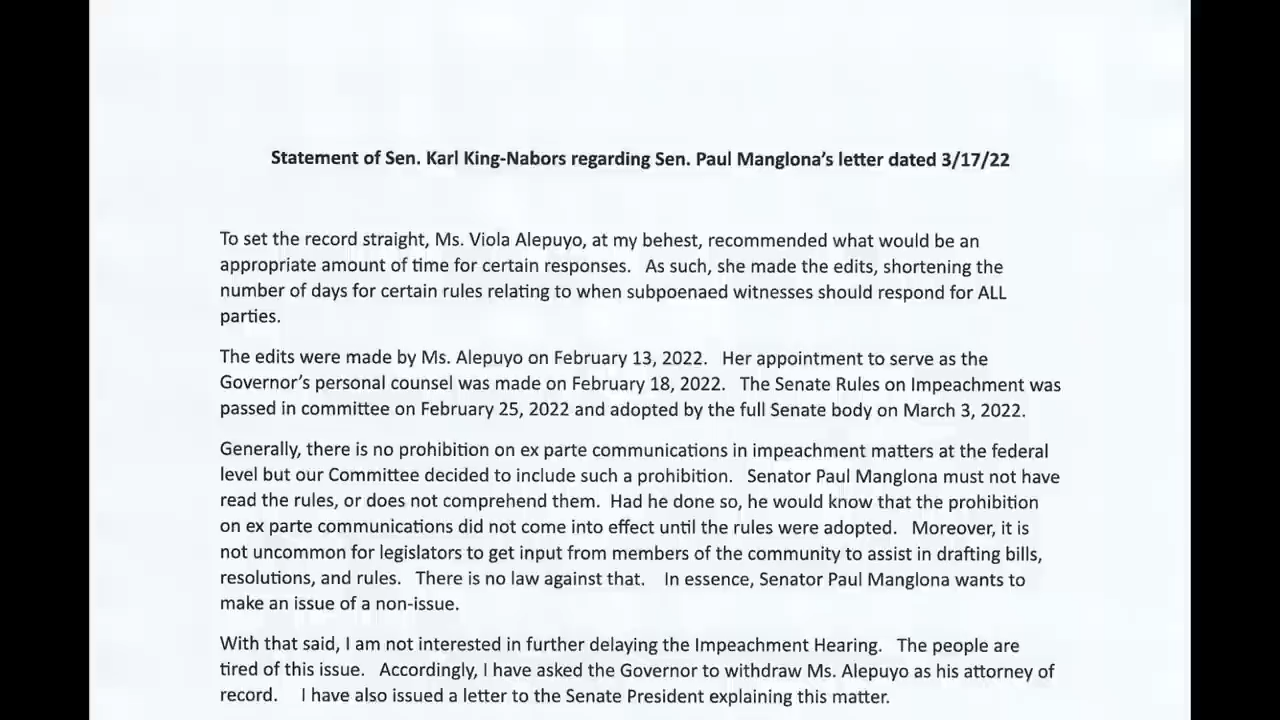 Statement of Sen. Karl King-Nabors regarding Sen. Paul Manglona's letter dated 3/17/22
To set the record straight, Ms. Viola Alepuyo, at my behest, recommended what would be an
appropriate amount of time for certain responses. As such, she made the edits, shortening the
number of days for certain rules relating to when subpoenaed witnesses should respond for ALL
parties.
The edits were made by Ms. Alepuyo on February 13, 2022. Her appointment to serve as the
Governor's personal counsel was made on February 18, 2022. The Senate Rules on Impeachment was
passed in committee on February 25, 2022 and adopted by the full Senate body on March 3, 2022.
Generally, there is no prohibition on ex parte communications in impeachment matters at the federal
level but our Committee decided to include such a prohibition. Senator Paul Manglona must not have
read the rules, or does not comprehend them. Had he done so, he would know that the prohibition
on ex parte communications did not come into effect until the rules were adopted. Moreover, it is
not uncommon for legislators to get input from members of the community to assist in drafting bills,
resolutions, and rules. There is no law against that. In essence, Senator Paul Manglona wants to
make an issue of a non-issue.
With that said, I am not interested in further delaying the Impeachment Hearing. The people are
tired of this issue. Accordingly, I have asked the Governor to withdraw Ms. Alepuyo as his attorney of
record. I have also issued a letter to the Senate President explaining this matter.